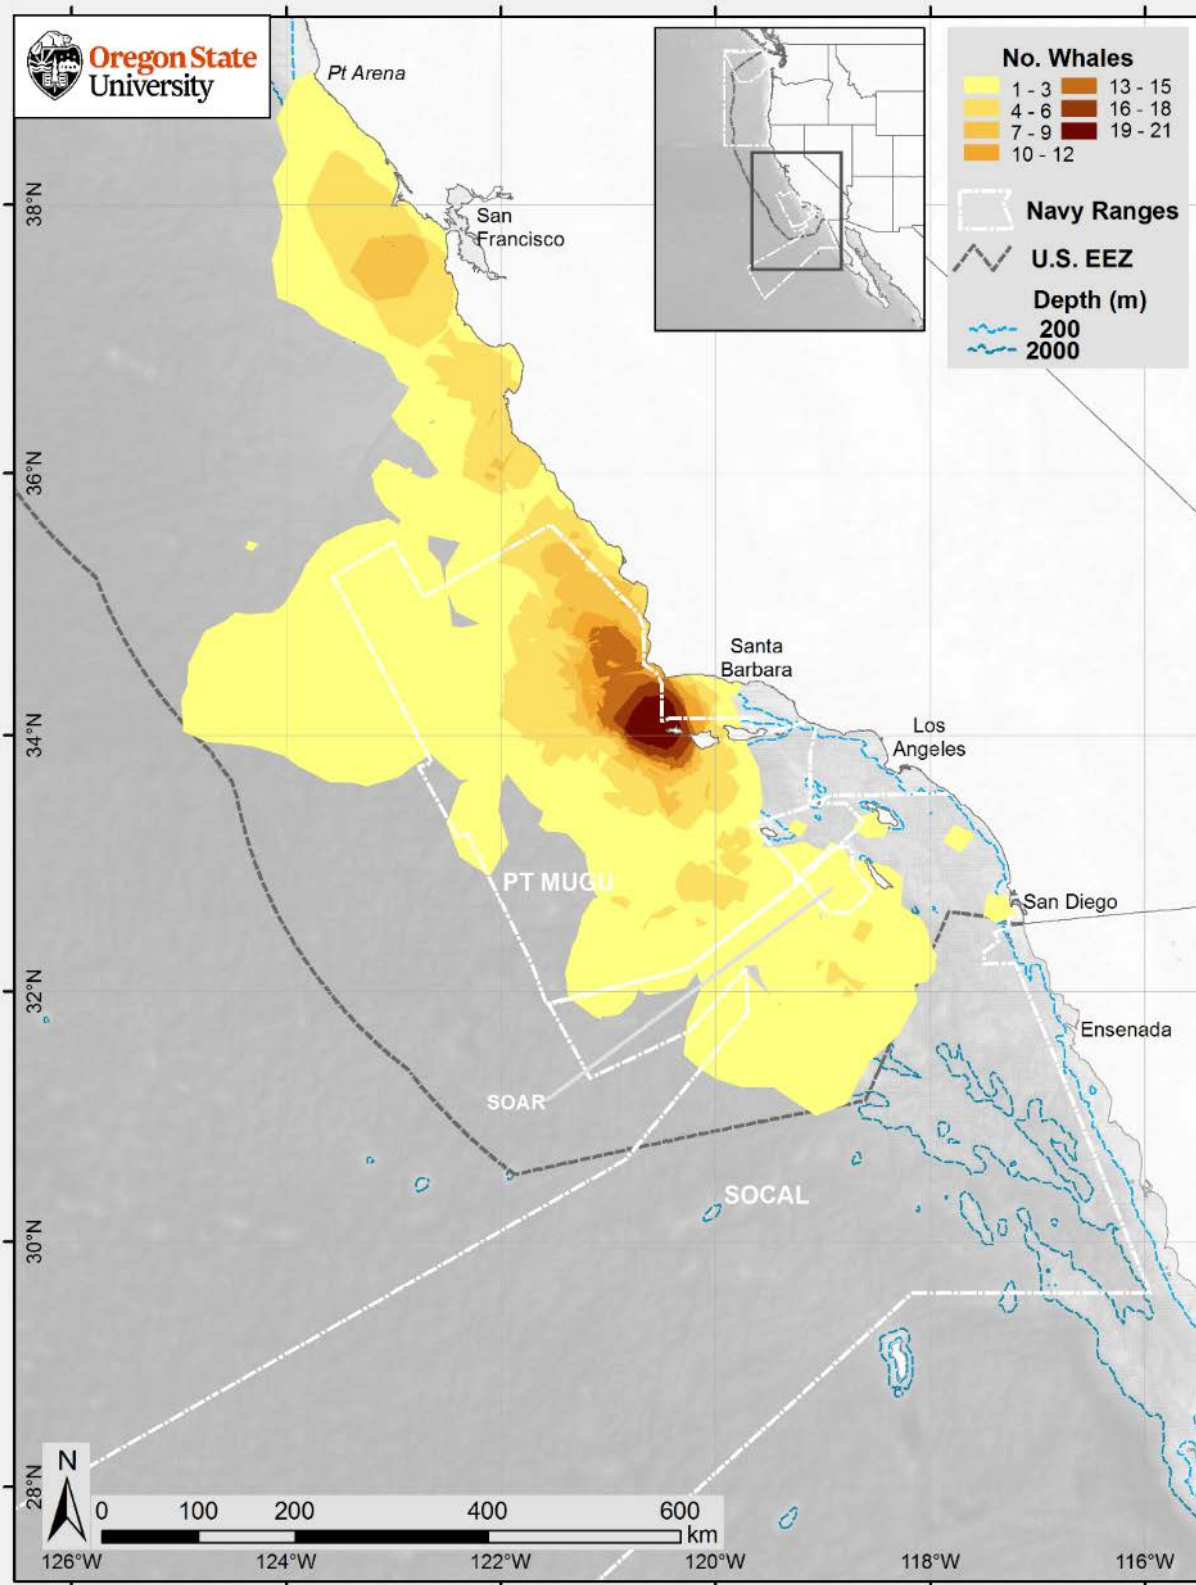 Oregon State
University
Pt Arena
No. Whales
1 - 3
13 - 15
4 - 6
16 - 18
7 - 9
19 - 21
10 - 12
Navy Ranges
U.S. EEZ
Depth (m)
200
2000
38°N
San
Francisco
36°N
Santa
Barbara
34°N
Los
Angeles
PT MUGU
San Diego
32°N
Ensenada
SOAR
SOCAL
30°N
28°N
N
0 100 200 400 600
km
126°W 124°W 122°W 120°W 118°W 116°W